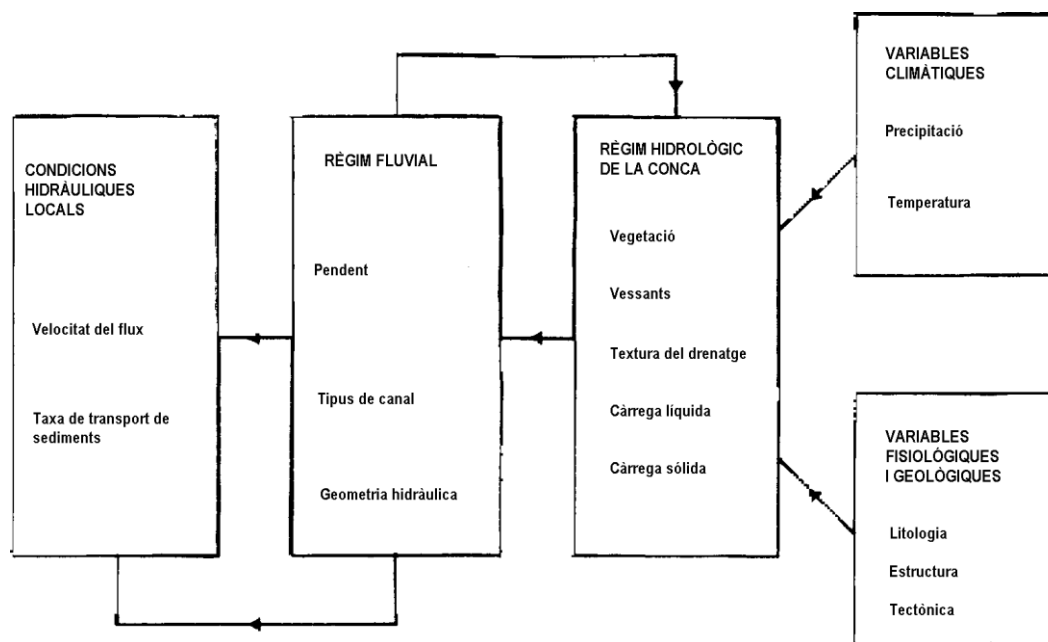 CONDICIONS
HIDRÀULIQUES
LOCALS
Velocitat del flux
Taxa de transport de
sediments
RÈGIM FLUVIAL
Pendent
Tipus de canal
Geometria hidràulica
RÈGIM HIDROLÒGIC
DE LA CONCA
Vegetació
Vessants
Textura del drenatge
Càrrega líquida
Càrrega sólida
VARIABLES
CLIMÀTIQUES
Precipitació
Temperatura
VARIABLES
FISIOLÓGIQUES
I GEOLÒGIQUES
Litologia
Estructura
Tectònica